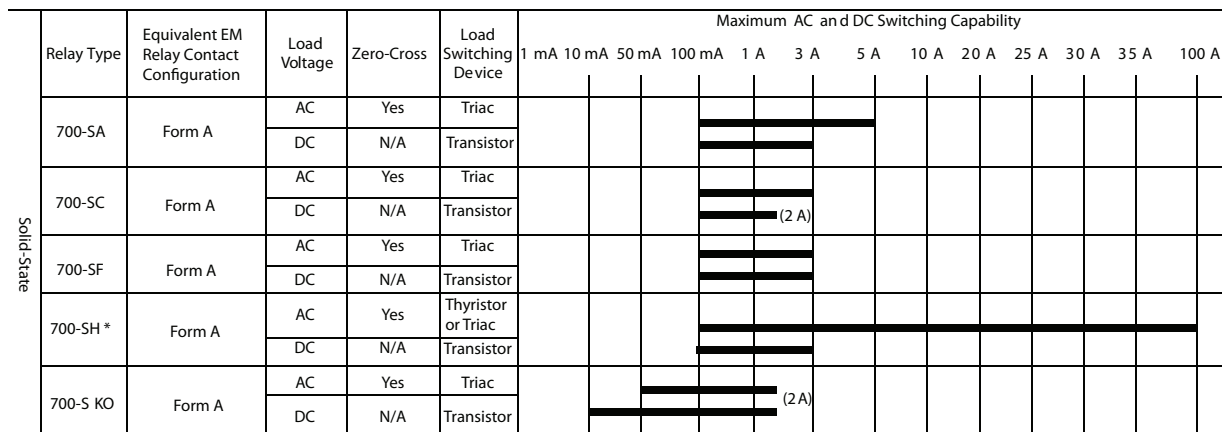 Maximum AC and DC Switching Capability
Relay Type
Equivalent EM
Relay Contact
Configuration
Load
Voltage
Zero-Cross
Load
Switching
Device
1 mA 10 mA 50 mA 100 mA 1 A 3 A 5 A 10 A 20 A 25 A 30 A 35 A 100 A
Solid-State
700-SA
Form A
AC Yes Triac
DC N/A Transistor
700-SC
Form A
AC Yes Triac
DC N/A Transistor
(2 A)
700-SF
Form A
AC Yes Triac
DC N/A Transistor
700-SH *
Form A
AC Yes Thyristor
or Triac
DC N/A Transistor
700-S KO
Form A
AC Yes Triac
(2 A)
DC N/A Transistor